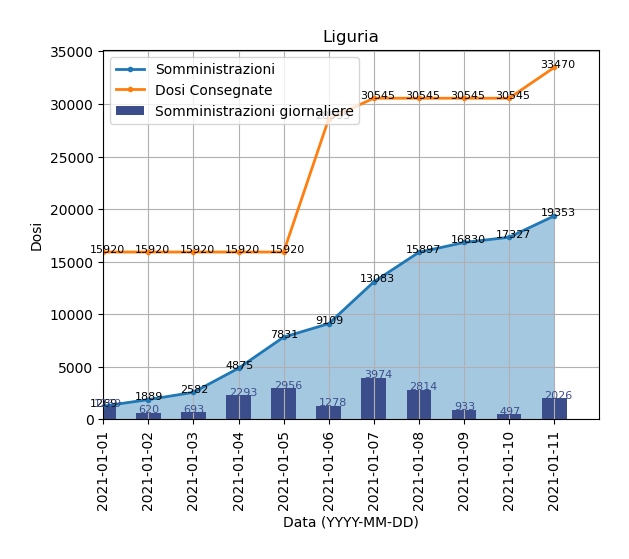 Liguria
35000
30000
25000
20000
15000
10000
5000
0
Dosi
Somministrazioni
Dosi Consegnate
Somministrazioni giornaliere
15920 15920 15920 15920 15920 30545 30545 30545 30545 33470
1269 1889 2582 4875 7831 9109 13083 15897 16830 17327 19353
620 693 2293 2956 1278 3974 2814 933 497 2026
2021-01-01
2021-01-02
2021-01-03
2021-01-04
2021-01-05
2021-01-06
2021-01-07
2021-01-08
2021-01-09
2021-01-10
2021-01-11
Data (YYYY-MM-DD)